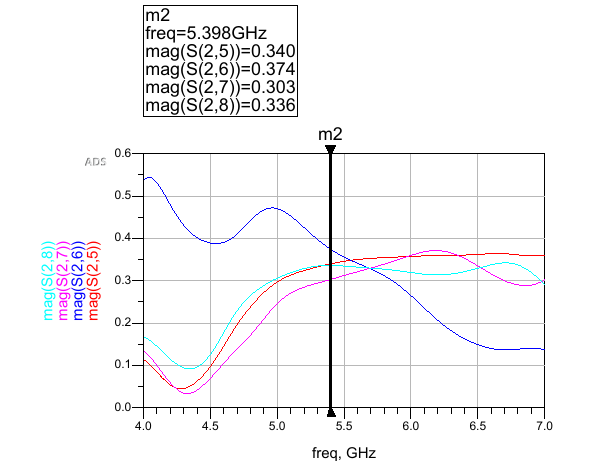 m2
freq=5.398GHz
mag(S(2,5))=0.340
mag(S(2,6))=0.374
mag(S(2,7))=0.303
mag(S(2,8))=0.336
m2
ADS
0.6
0.5
0.4
0.3
0.2
0.1
0.0
mag(S(2,8))
mag(S(2,7))
mag(S(2,6))
mag(S(2,5))
4.0 4.5 5.0 5.5 6.0 6.5 7.0
freq, GHz